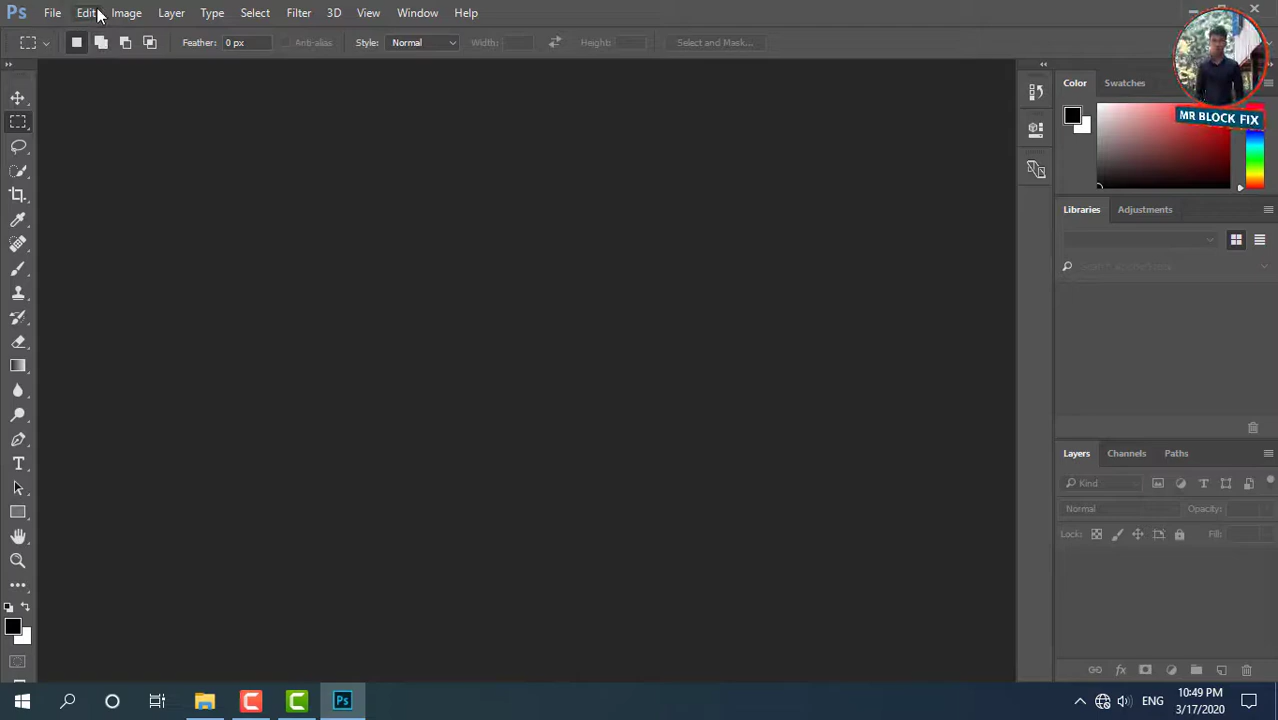 Ps File Edit Image Layer Type Select Filter 3D View Window Help
Feather: 0 px Anti-alias Style: Normal Width: Height: Select and Mask...
Color Swatches
MR BLOCK FIX
Libraries Adjustments
Layers Channels Paths
Kind
Normal Opacity:
Lock: Fill:
Ps ENG 10:49 PM
3/17/2020